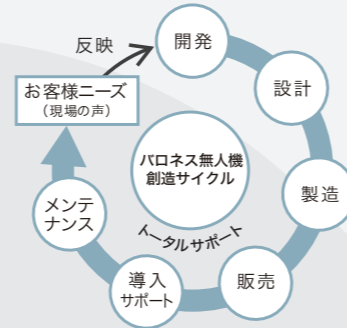 反映
開発
お客様ニーズ
（現場の声）
設計
バロネス無人機
創造サイクル
製造
メンテ
ナンス
トータルサポート
導入
サポート
販売